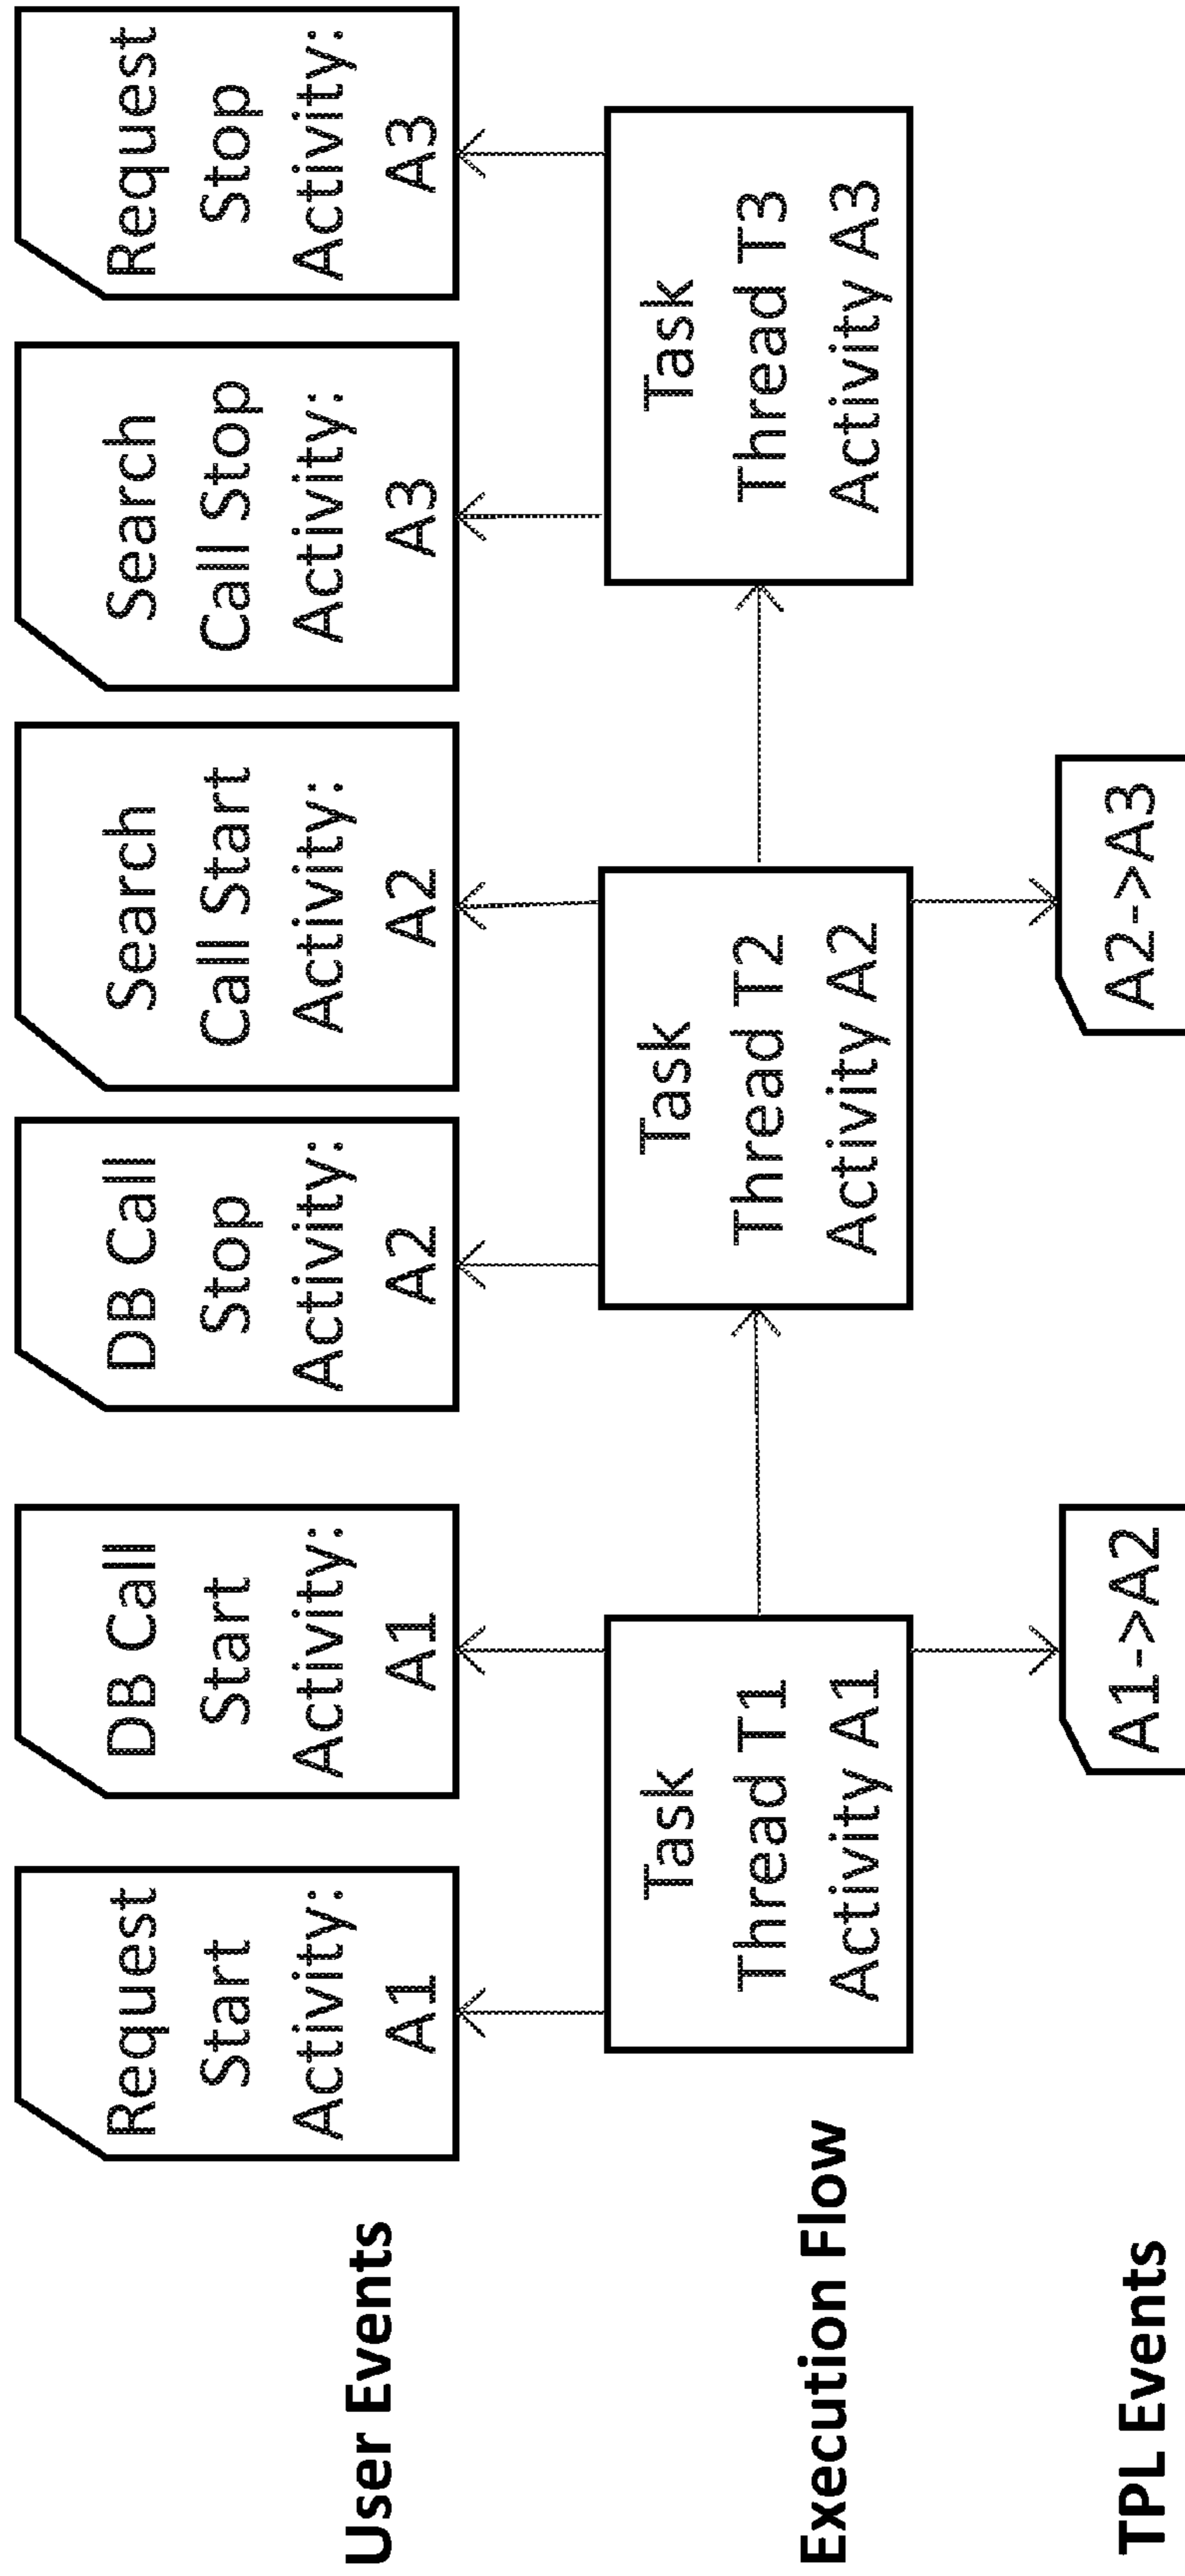 User Events
Request
Start
Activity:
A1
DB Call
Start
Activity:
A1
DB Call
Stop
Activity:
A2
Search
Call Start
Activity:
A2
Search
Call Stop
Activity:
A3
Request
Stop
Activity:
A3
Execution Flow
Task
Thread T1
Activity A1
Task
Thread T2
Activity A2
Task
Thread T3
Activity A3
TPL Events
A1->A2
A2->A3